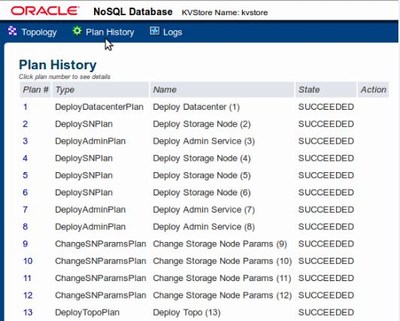 ORACLE NoSQL Database KVStore Name: kvstore
Topology Plan History Logs
Plan History
Click plan number to see details
Plan # Type Name State Action
1 DeployDatacenterPlan Deploy Datacenter (1) SUCCEEDED
2 DeploySNPlan Deploy Storage Node (2) SUCCEEDED
3 DeployAdminPlan Deploy Admin Service (3) SUCCEEDED
4 DeploySNPlan Deploy Storage Node (4) SUCCEEDED
5 DeploySNPlan Deploy Storage Node (5) SUCCEEDED
6 DeploySNPlan Deploy Storage Node (6) SUCCEEDED
7 DeployAdminPlan Deploy Admin Service (7) SUCCEEDED
8 DeployAdminPlan Deploy Admin Service (8) SUCCEEDED
9 ChangeSNParamsPlan Change Storage Node Params (9) SUCCEEDED
10 ChangeSNParamsPlan Change Storage Node Params (10) SUCCEEDED
11 ChangeSNParamsPlan Change Storage Node Params (11) SUCCEEDED
12 ChangeSNParamsPlan Change Storage Node Params (12) SUCCEEDED
13 DeployTopoPlan Deploy Topo (13) SUCCEEDED